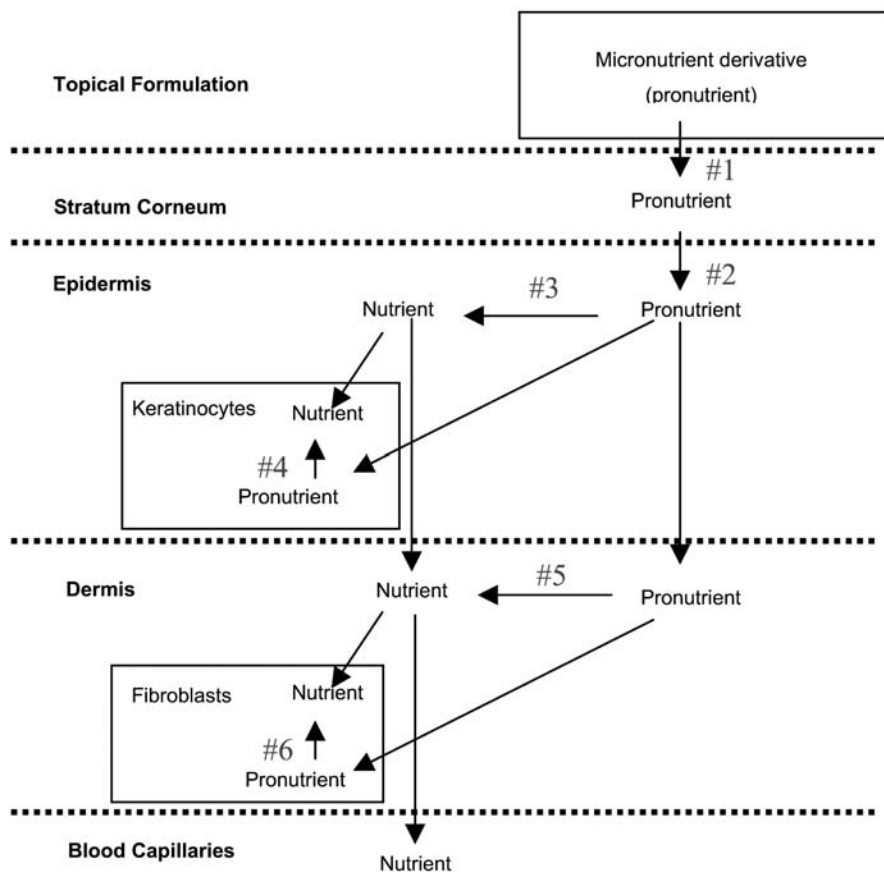 Micronutrient derivative
Topical Formulation
(pronutrient)
#1
Stratum Corneum
Pronutrient
Epidermis
#2
#3
Nutrient
Pronutrient
Keratinocytes
Nutrient
#4
Pronutrient
Dermis
#5
Nutrient
Pronutrient
Fibroblasts
Nutrient
#6
Pronutrient
Blood Capillaries
Nutrient